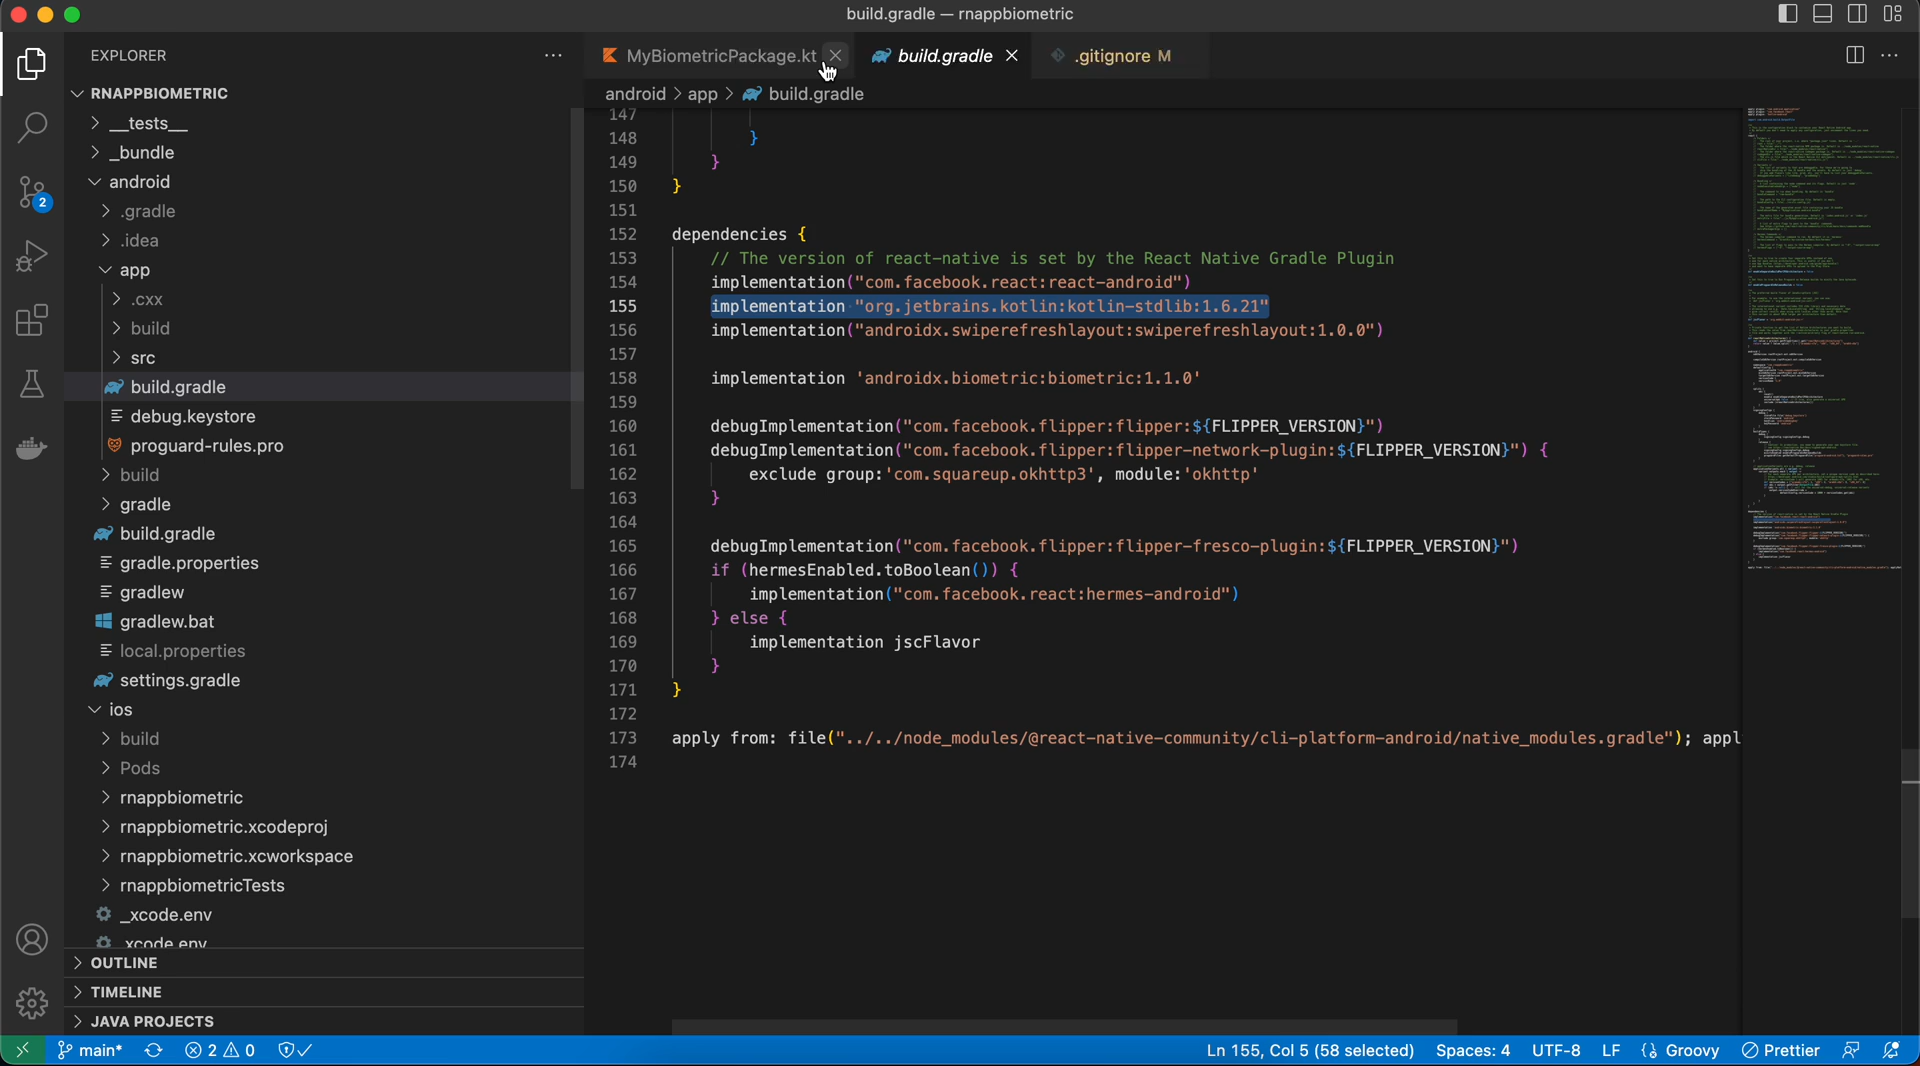 build.gradle — rnappbiometric
EXPLORER
RNAPPBIOMETRIC
__tests__
_bundle
android
.gradle
.idea
app
.cxx
build
src
build.gradle
debug.keystore
proguard-rules.pro
build
gradle
build.gradle
gradle.properties
gradlew
gradlew.bat
local.properties
settings.gradle
ios
build
Pods
rnappbiometric
rnappbiometric.xcodeproj
rnappbiometric.xcworkspace
rnappbiometricTests
_xcode.env
xcode.env
OUTLINE
TIMELINE
JAVA PROJECTS
2
MyBiometricPackage.kt
build.gradle
.gitignore M
android > app > build.gradle
147
148 }
149 }
150 }
151
152 dependencies {
153 // The version of react-native is set by the React Native Gradle Plugin
154 implementation("com.facebook.react:react-android")
155 implementation "org.jetbrains.kotlin:kotlin-stdlib:1.6.21"
156 implementation("androidx.swiperefreshlayout:swiperefreshlayout:1.0.0")
157
158 implementation 'androidx.biometric:biometric:1.1.0'
159
160 debugImplementation("com.facebook.flipper:flipper:${FLIPPER_VERSION}")
161 debugImplementation("com.facebook.flipper:flipper-network-plugin:${FLIPPER_VERSION}") {
162 exclude group:'com.squareup.okhttp3', module:'okhttp'
163 }
164
165 debugImplementation("com.facebook.flipper:flipper-fresco-plugin:${FLIPPER_VERSION}")
166 if (hermesEnabled.toBoolean()) {
167 implementation("com.facebook.react:hermes-android")
168 } else {
169 implementation jscFlavor
170 }
171 }
172
173 apply from: file("../../node_modules/@react-native-community/cli-platform-android/native_modules.gradle"); appl
174
main* 2 0 Ln 155, Col 5 (58 selected) Spaces: 4 UTF-8 LF Groovy Prettier